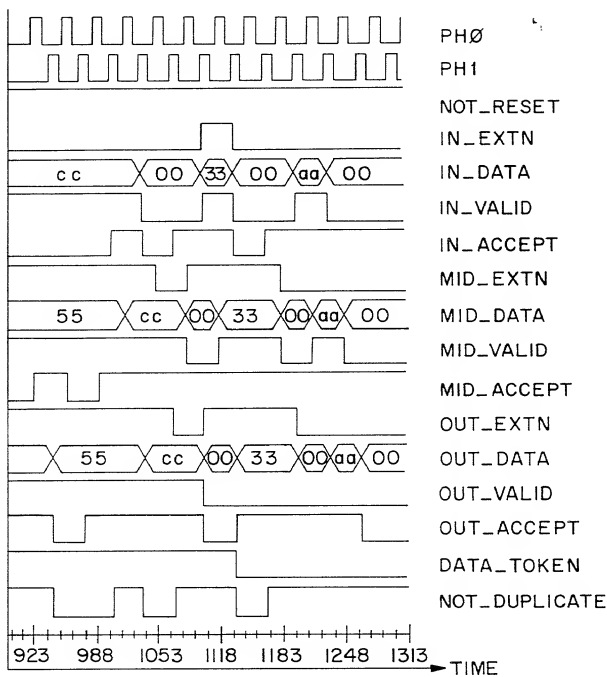 PHØ
PH1
NOT_RESET
IN_EXTN
cc 00 33 00 aa 00 IN_DATA
IN_VALID
IN_ACCEPT
MID_EXTN
55 cc 00 33 00 aa 00 MID_DATA
MID_VALID
MID_ACCEPT
OUT_EXTN
55 cc 00 33 00 aa 00 OUT_DATA
OUT_VALID
OUT_ACCEPT
DATA_TOKEN
NOT_DUPLICATE
923 988 1053 1118 1183 1248 1313
TIME